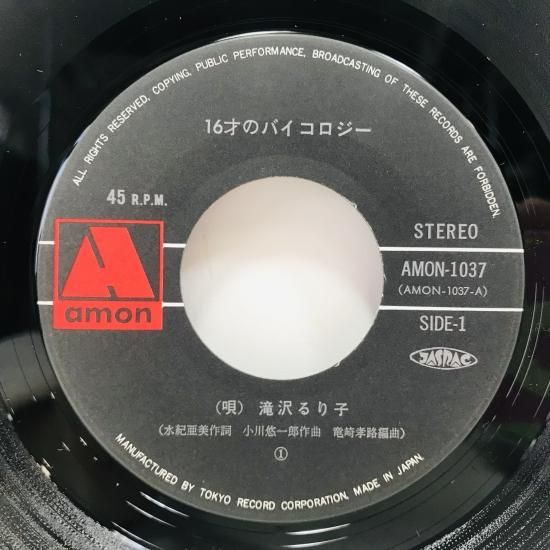 ALL RIGHTS RESERVED, COPYING, PUBLIC PERFORMANCE, BROADCASTING OF THESE RECORDS ARE FORBIDDEN.
16才のバイコロジー
45 R.P.M.
STEREO
amon
AMON-1037
(AMON-1037-A)
SIDE-1
JASRAC
(唄) 滝沢るり子
(水紀亜美作詞 小川悠一郎作曲 竜崎孝路編曲)
①
MANUFACTURED BY TOKYO RECORD CORPORATION, MADE IN JAPAN.